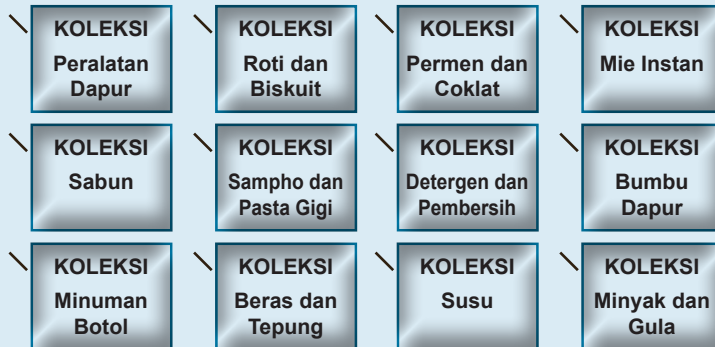 KOLEKSI
Peralatan
Dapur
KOLEKSI
Roti dan
Biskuit
KOLEKSI
Permen dan
Coklat
KOLEKSI
Mie Instan
KOLEKSI
Sabun
KOLEKSI
Sampho dan
Pasta Gigi
KOLEKSI
Detergen dan
Pembersih
KOLEKSI
Bumbu
Dapur
KOLEKSI
Minuman
Botol
KOLEKSI
Beras dan
Tepung
KOLEKSI
Susu
KOLEKSI
Minyak dan
Gula